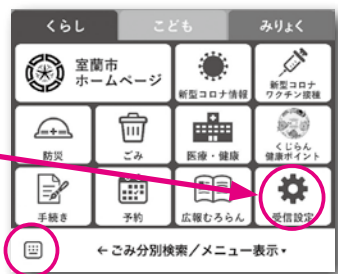 くらし
こども
みりょく
室蘭市
ホームページ
新型コロナ情報
新型コロナ
ワクチン接種
防災
ごみ
医療・健康
くじらん
健康ポイント
手続き
予約
広報むろらん
受信設定
←ごみ分別検索/メニュー表示▾